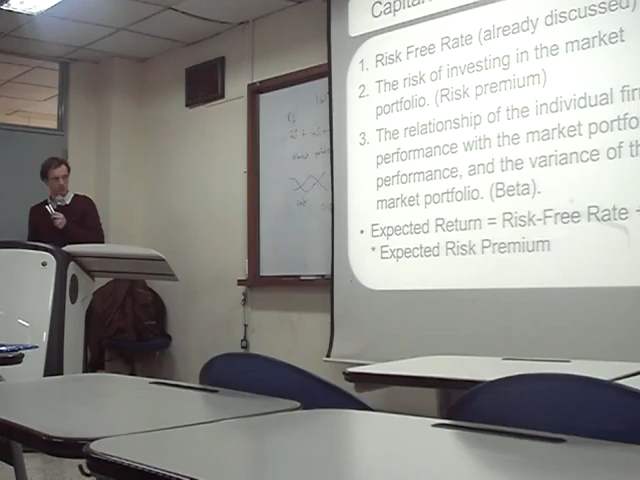 Capital
1. Risk Free Rate (already discussed)
2. The risk of investing in the market
portfolio. (Risk premium)
3. The relationship of the individual fir
performance with the market portfo
performance, and the variance of th
market portfolio. (Beta).
• Expected Return = Risk-Free Rate +
* Expected Risk Premium